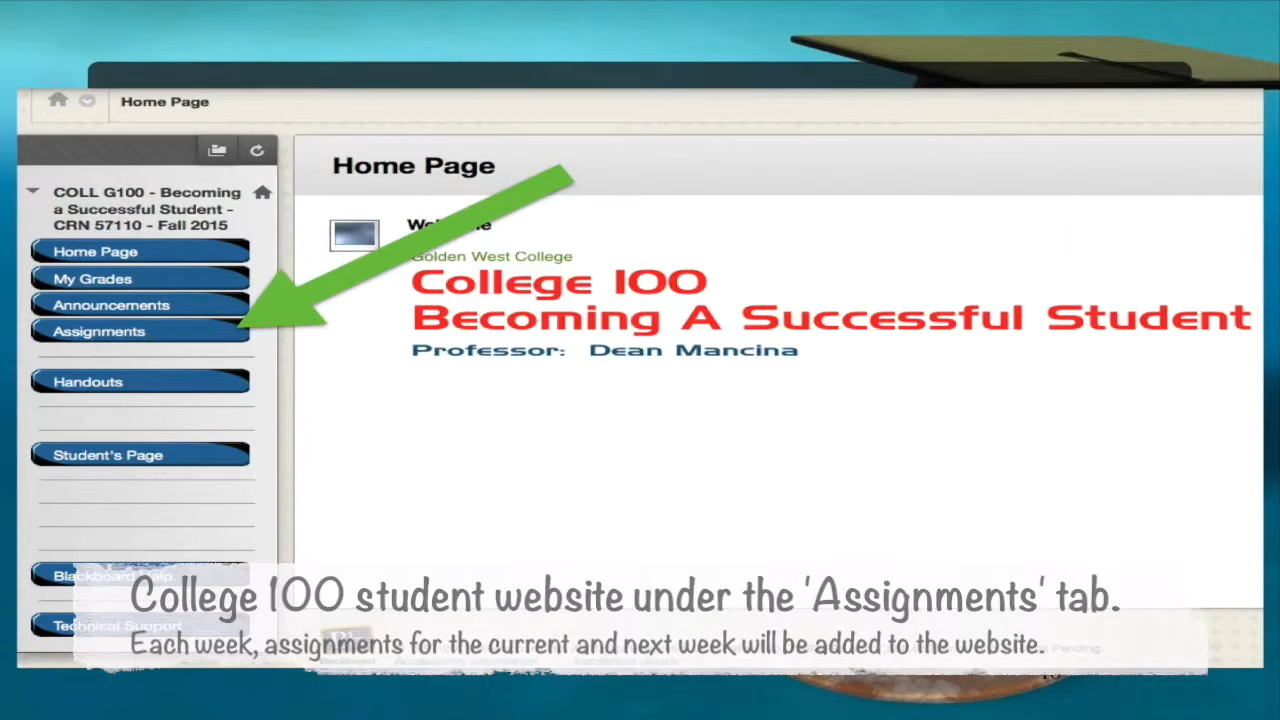 Home Page
COLL G100 - Becoming
a Successful Student -
CRN 57110 - Fall 2015
Home Page
My Grades
Announcements
Assignments
Handouts
Student's Page
Blackboard Help
Technical Support
Home Page
Golden West College
College 100
Becoming A Successful Student
Professor: Dean Mancina
College 100 student website under the 'Assignments' tab.
Each week, assignments for the current and next week will be added to the website.
Pending.